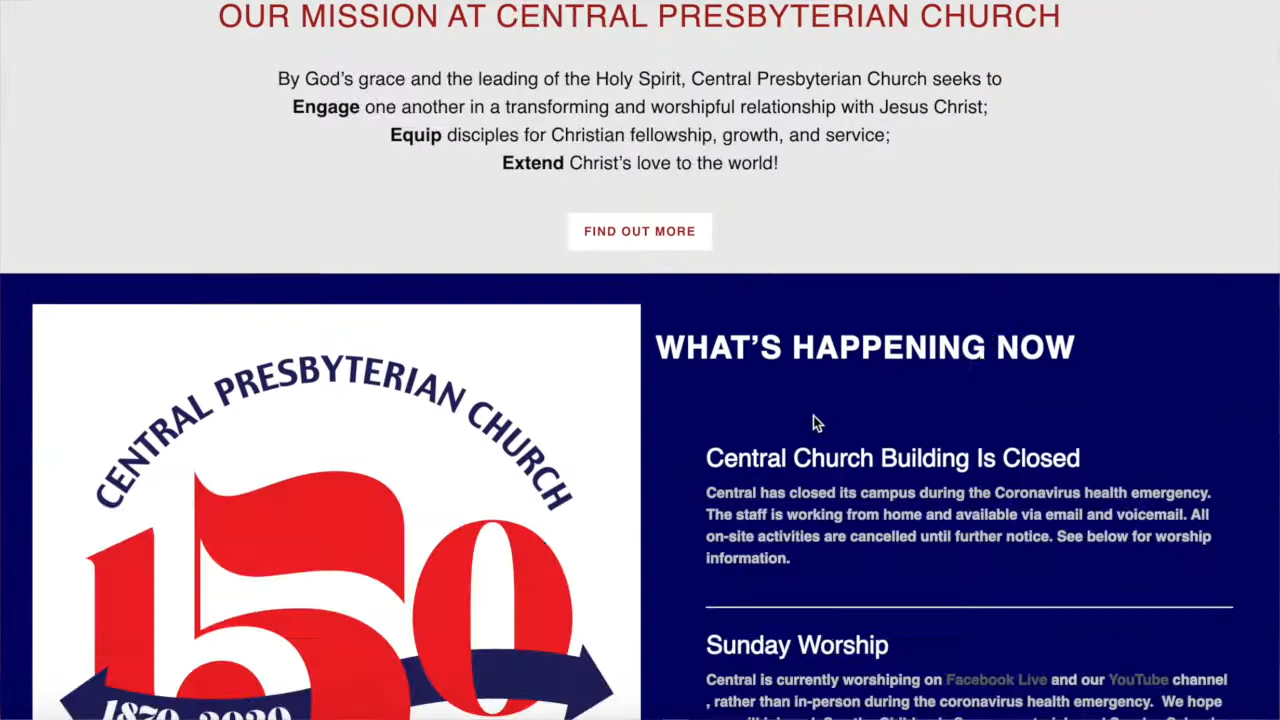 OUR MISSION AT CENTRAL PRESBYTERIAN CHURCH
By God's grace and the leading of the Holy Spirit, Central Presbyterian Church seeks to
Engage one another in a transforming and worshipful relationship with Jesus Christ;
Equip disciples for Christian fellowship, growth, and service;
Extend Christ's love to the world!
FIND OUT MORE
CENTRAL PRESBYTERIAN CHURCH
150
1870-2020
WHAT'S HAPPENING NOW
Central Church Building Is Closed
Central has closed its campus during the Coronavirus health emergency.
The staff is working from home and available via email and voicemail. All
on-site activities are cancelled until further notice. See below for worship
information.
Sunday Worship
Central is currently worshiping on Facebook Live and our YouTube channel
, rather than in-person during the coronavirus health emergency. We hope